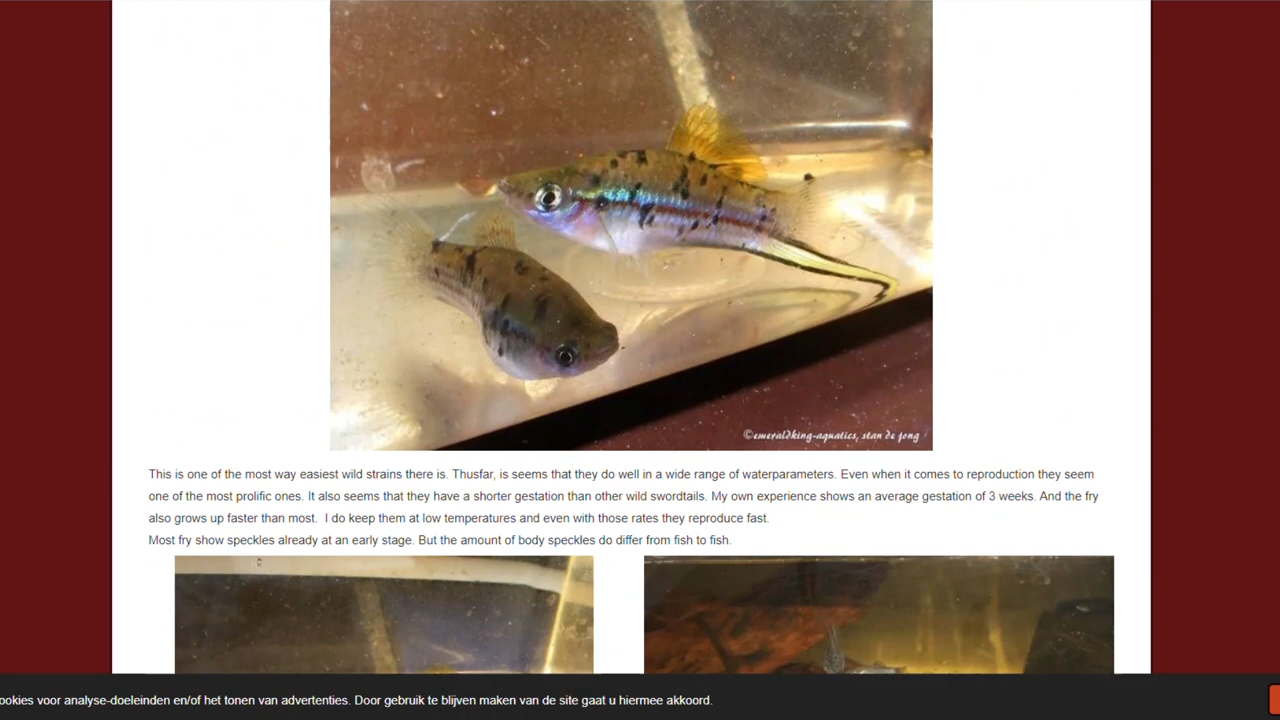 ©emeraldking-aquatics, stan de jong
This is one of the most way easiest wild strains there is. Thusfar, is seems that they do well in a wide range of waterparameters. Even when it comes to reproduction they seem
one of the most prolific ones. It also seems that they have a shorter gestation than other wild swordtails. My own experience shows an average gestation of 3 weeks. And the fry
also grows up faster than most. I do keep them at low temperatures and even with those rates they reproduce fast.
Most fry show speckles already at an early stage. But the amount of body speckles do differ from fish to fish.
ookies voor analyse-doeleinden en/of het tonen van advertenties. Door gebruik te blijven maken van de site gaat u hiermee akkoord.